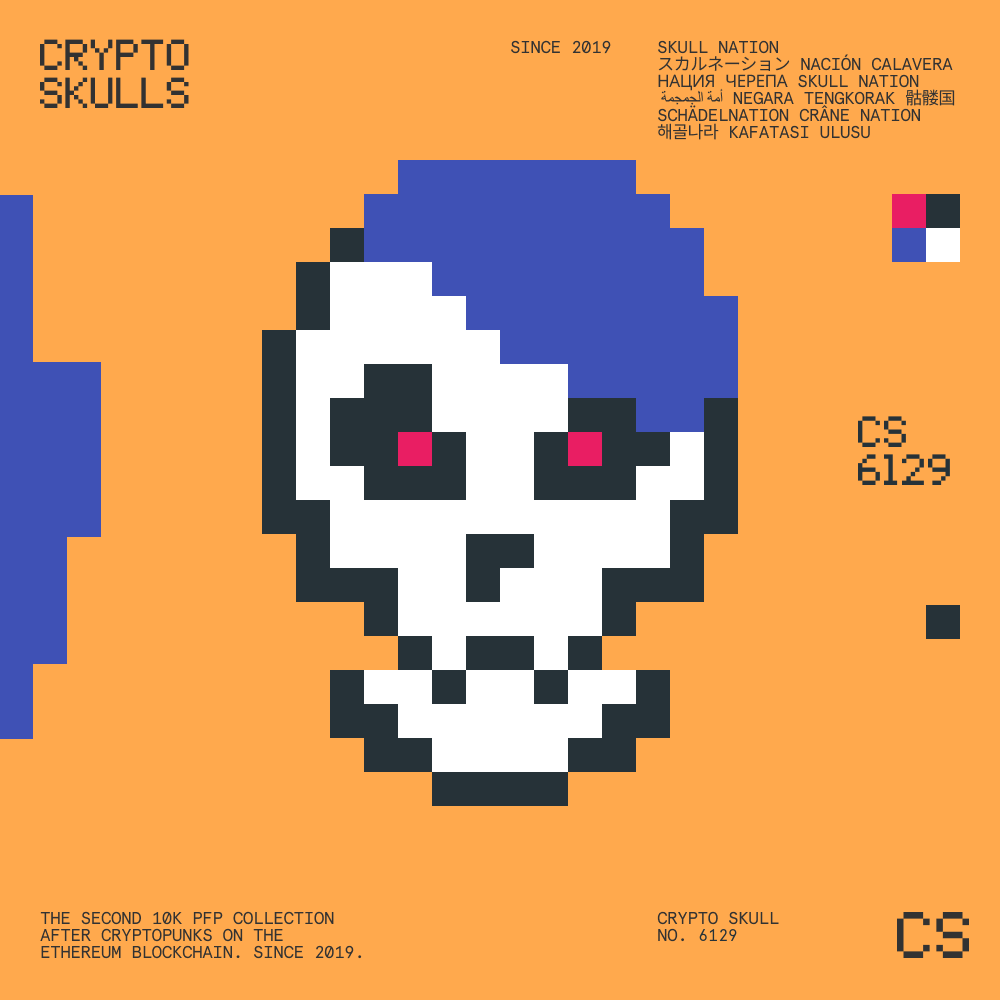 CRYPTO
SKULLS
SINCE 2019
SKULL NATION
スカルネーション NACIÓN CALAVERA
НАЦИЯ ЧЕРЕПА SKULL NATION
أمة الجمجمة NEGARA TENGKORAK 骷髅国
SCHÄDELNATION CRÂNE NATION
해골나라 KAFATASI ULUSU
CS
6129
THE SECOND 10K PFP COLLECTION
AFTER CRYPTOPUNKS ON THE
ETHEREUM BLOCKCHAIN. SINCE 2019.
CRYPTO SKULL
NO. 6129
CS